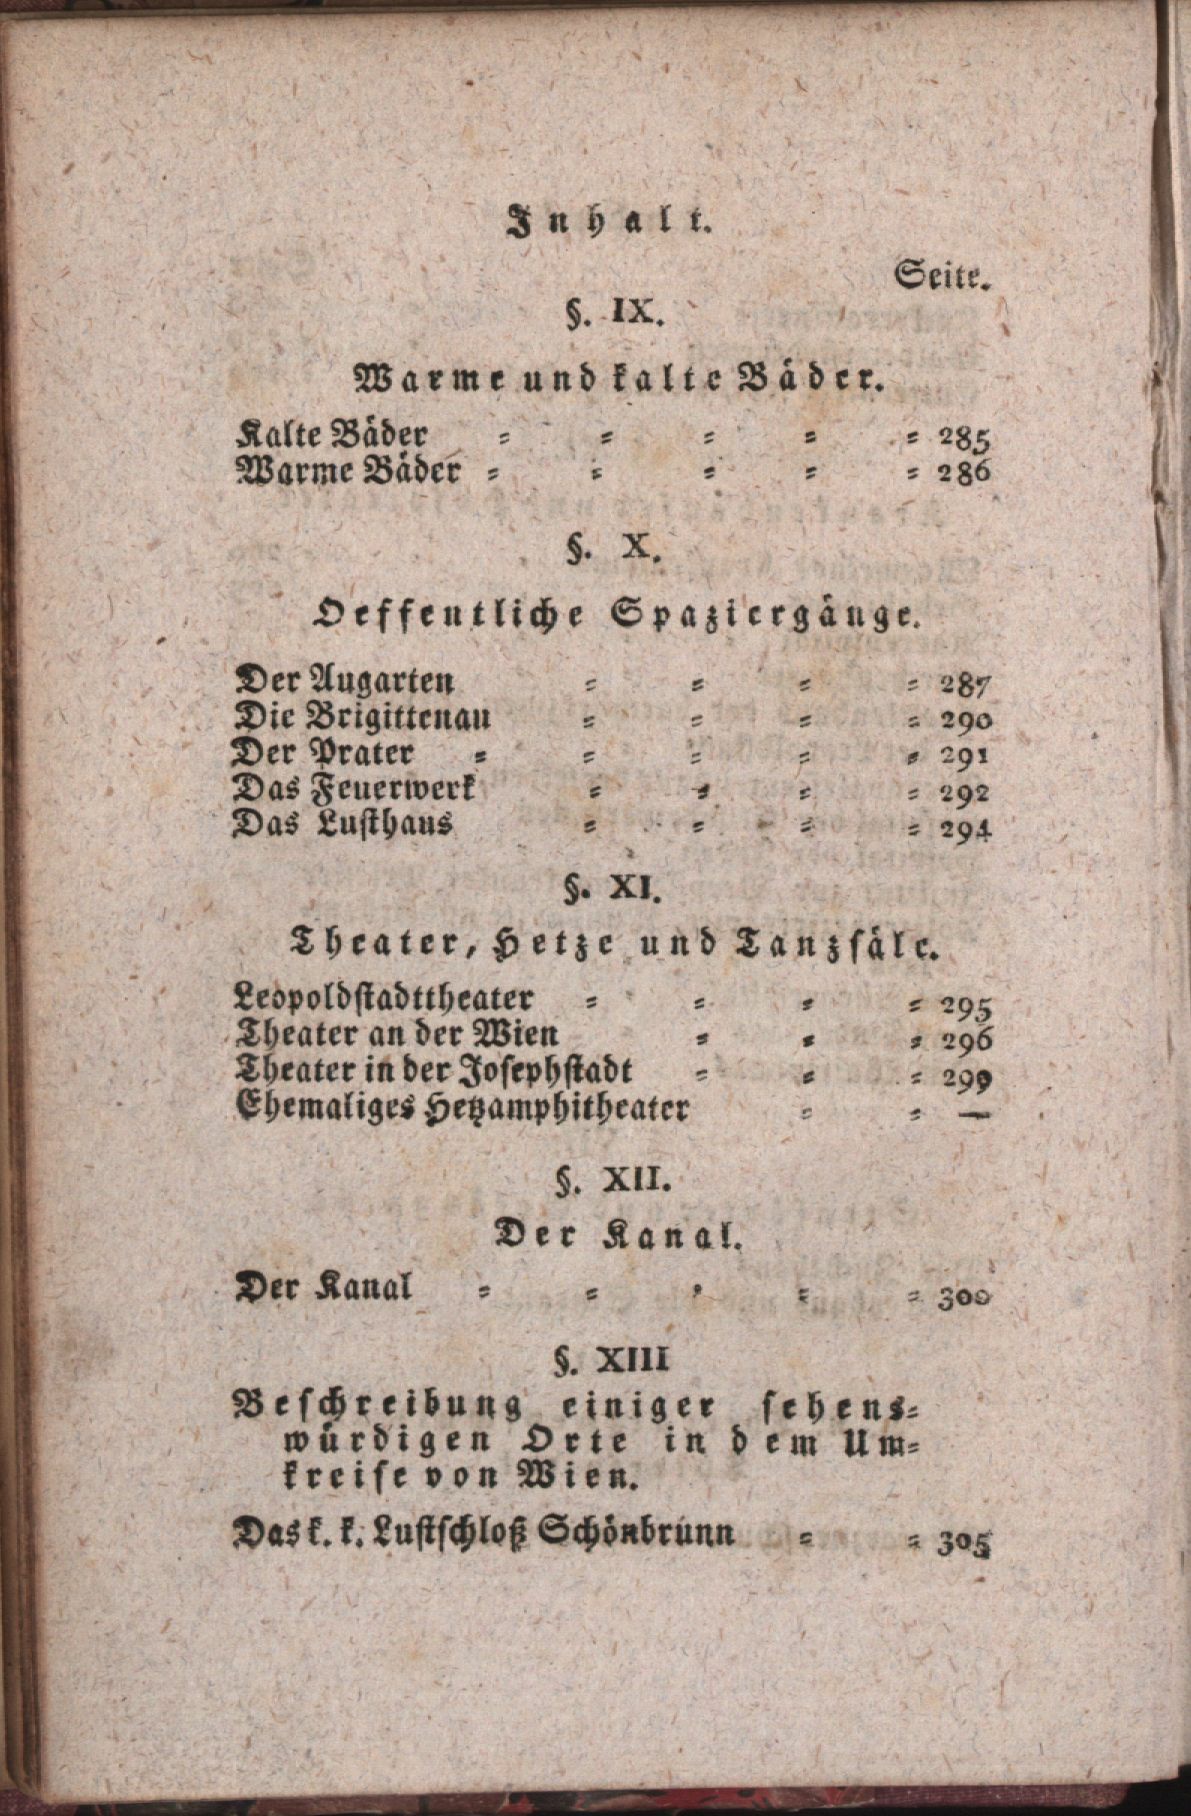 Inhalt.
Seite.
§. IX.
Warme und kalte Bäder.
Kalte Bäder = = = = = 285
Warme Bäder = = = = = 286
§. X.
Oeffentliche Spaziergänge.
Der Augarten = = = = 287
Die Brigittenau = = = = 290
Der Prater = = = = = 291
Das Feuerwerk = = = = 292
Das Lusthaus = = = = 294
§. XI.
Theater, Hetze und Tanzsäle.
Leopoldstadttheater = = = = 295
Theater an der Wien = = = 296
Theater in der Josephstadt = = = 299
Ehemaliges Hetzamphitheater = = —
§. XII.
Der Kanal.
Der Kanal = = = = = 300
§. XIII
Beschreibung einiger sehens=
würdigen Orte in dem Um=
kreise von Wien.
Das k. k. Lustschloß Schönbrunn = = 305